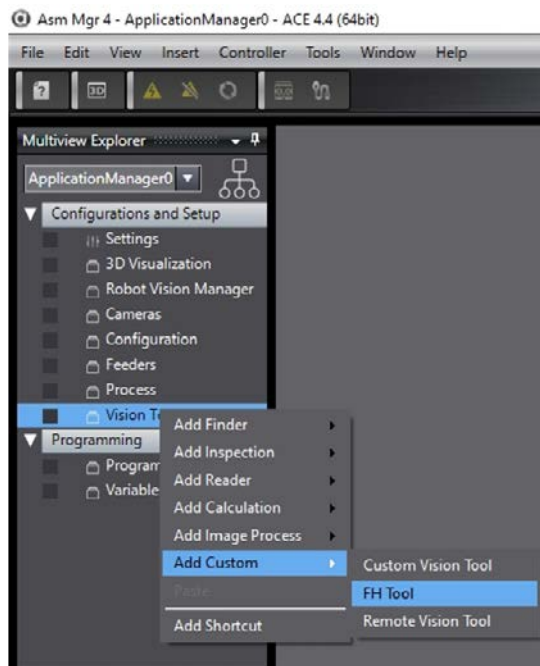 Asm Mgr 4 - ApplicationManager0 - ACE 4.4 (64bit)
File Edit View Insert Controller Tools Window Help
3D
Multiview Explorer
ApplicationManager0
Configurations and Setup
Settings
3D Visualization
Robot Vision Manager
Cameras
Configuration
Feeders
Process
Vision T
Programming
Program
Variable
Add Finder
Add Inspection
Add Reader
Add Calculation
Add Image Process
Add Custom
Paste
Add Shortcut
Custom Vision Tool
FH Tool
Remote Vision Tool